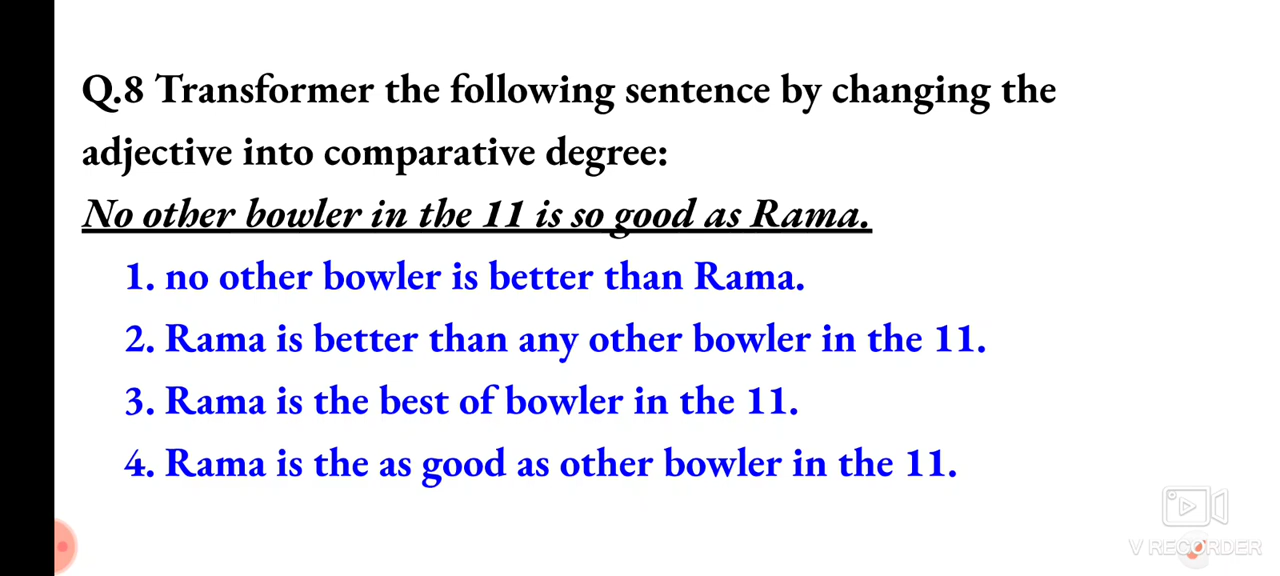 Q.8 Transformer the following sentence by changing the
adjective into comparative degree:
No other bowler in the 11 is so good as Rama.
1. no other bowler is better than Rama.
2. Rama is better than any other bowler in the 11.
3. Rama is the best of bowler in the 11.
4. Rama is the as good as other bowler in the 11.
V RECORDER